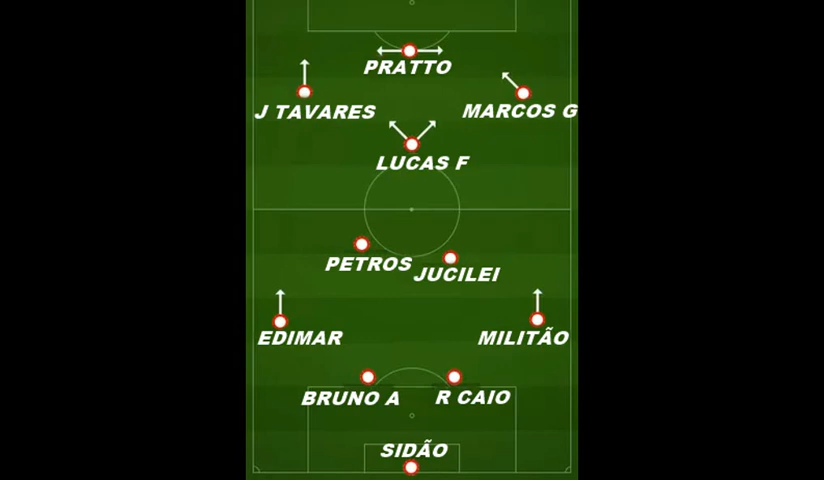 PRATTO
J TAVARES
MARCOS G
LUCAS F
PETROS
JUCILEI
EDIMAR
MILITÃO
BRUNO A
R CAIO
SIDÃO